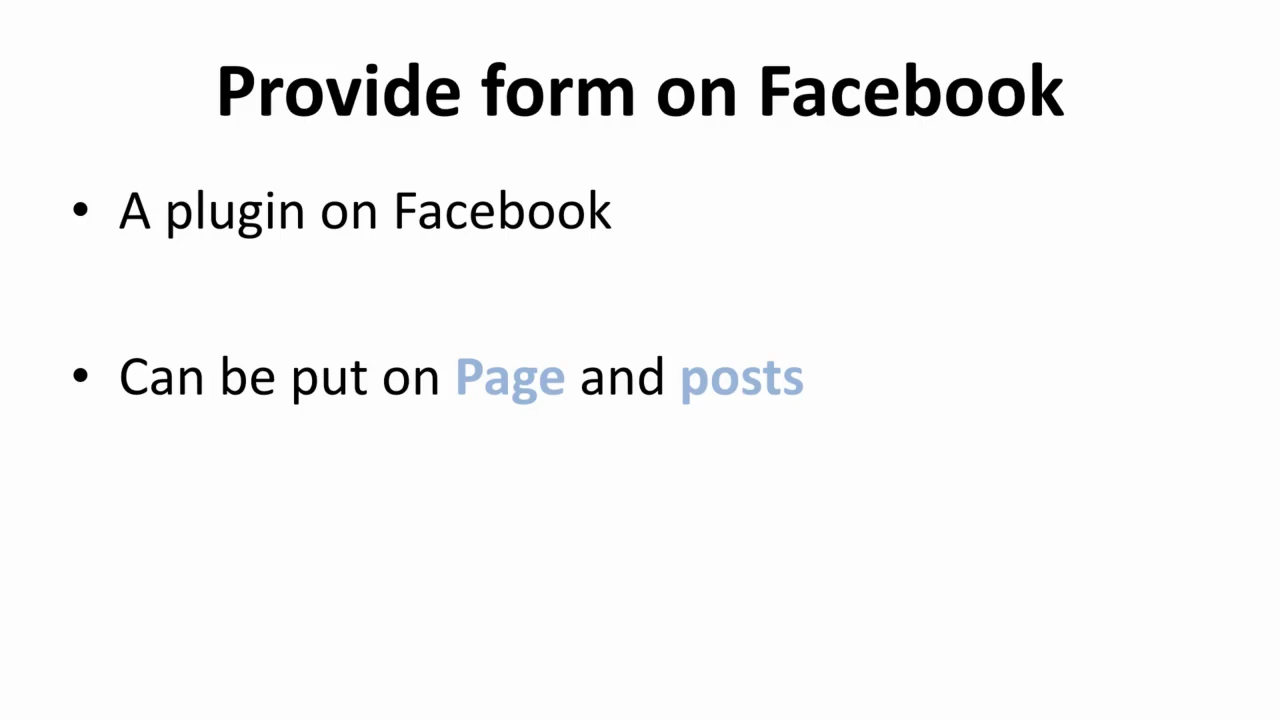 Provide form on Facebook
• A plugin on Facebook
• Can be put on Page and posts